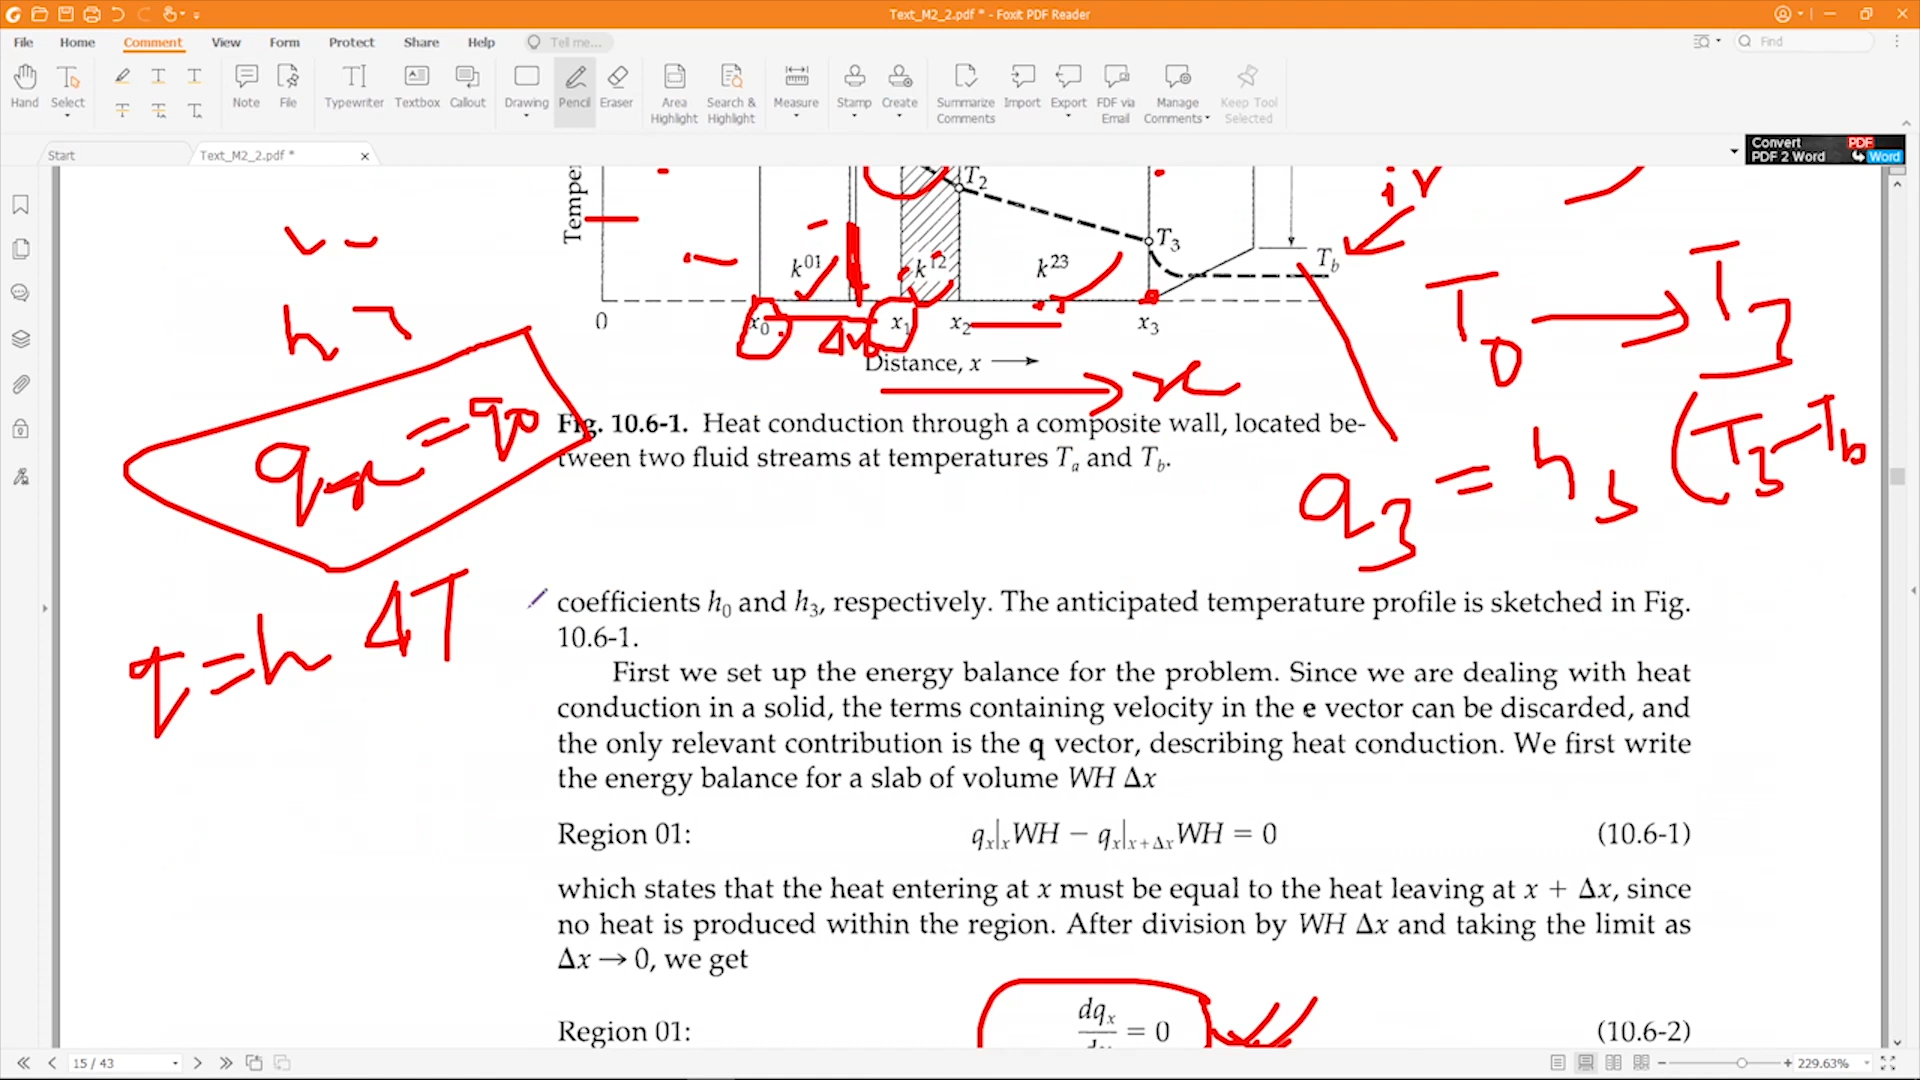 Text_M2_2.pdf * - Foxit PDF Reader
File Home Comment View Form Protect Share Help Tell me... Find
Hand Select Note File Typewriter Textbox Callout Drawing Pencil Eraser Area Highlight Search & Highlight Measure Stamp Create Summarize Comments Import Export FDF via Email Manage Comments Keep Tool Selected
Start Text_M2_2.pdf * Convert PDF 2 Word PDF Word
Temper
T₂
T₃
T_b
k⁰¹ k¹² k²³
0 x₀ x₁ x₂ x₃
Distance, x →
x
T₀ → T₃
Fig. 10.6-1. Heat conduction through a composite wall, located be-
tween two fluid streams at temperatures Tₐ and T_b.
qₓ = q₀
q₃ = h₃ (T₃ - T_b
q = h ΔT
coefficients h₀ and h₃, respectively. The anticipated temperature profile is sketched in Fig.
10.6-1.
First we set up the energy balance for the problem. Since we are dealing with heat
conduction in a solid, the terms containing velocity in the e vector can be discarded, and
the only relevant contribution is the q vector, describing heat conduction. We first write
the energy balance for a slab of volume WH Δx
Region 01: qₓ|ₓWH − qₓ|ₓ₊ΔₓWH = 0 (10.6-1)
which states that the heat entering at x must be equal to the heat leaving at x + Δx, since
no heat is produced within the region. After division by WH Δx and taking the limit as
Δx → 0, we get
Region 01: dqₓ/dx = 0 (10.6-2)
15 / 43 229.63%